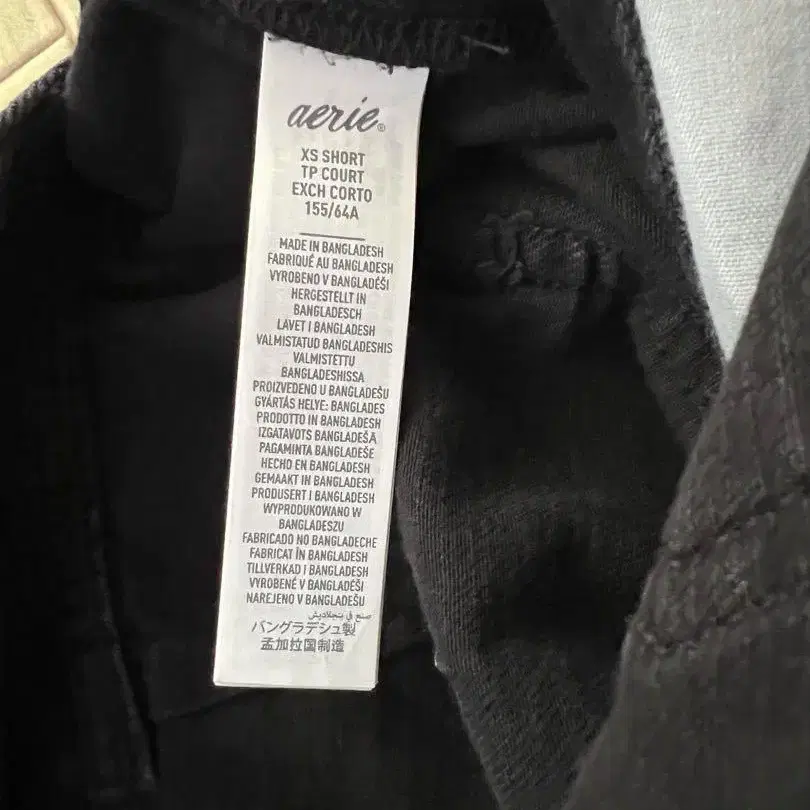 aerie®
XS SHORT
TP COURT
EXCH CORTO
155/64A
MADE IN BANGLADESH
FABRIQUÉ AU BANGLADESH
VYROBENO V BANGLADÉŠI
HERGESTELLT IN
BANGLADESCH
LAVET I BANGLADESH
VALMISTATUD BANGLADESHIS
VALMISTETTU
BANGLADESHISSA
PROIZVEDENO U BANGLADEŠU
GYÁRTÁS HELYE: BANGLADES
PRODOTTO IN BANGLADESH
IZGATAVOTS BANGLADEŠĀ
PAGAMINTA BANGLADEŠE
HECHO EN BANGLADESH
GEMAAKT IN BANGLADESH
PRODUSERT I BANGLADESH
WYPRODUKOWANO W
BANGLADESZU
FABRICADO NO BANGLADECHE
FABRICAT ÎN BANGLADESH
TILLVERKAD I BANGLADESH
VYROBENÉ V BANGLADÉŠI
NAREJENO V BANGLADEŠU
صنع في بنجلاديش
バングラデシュ製
孟加拉国制造